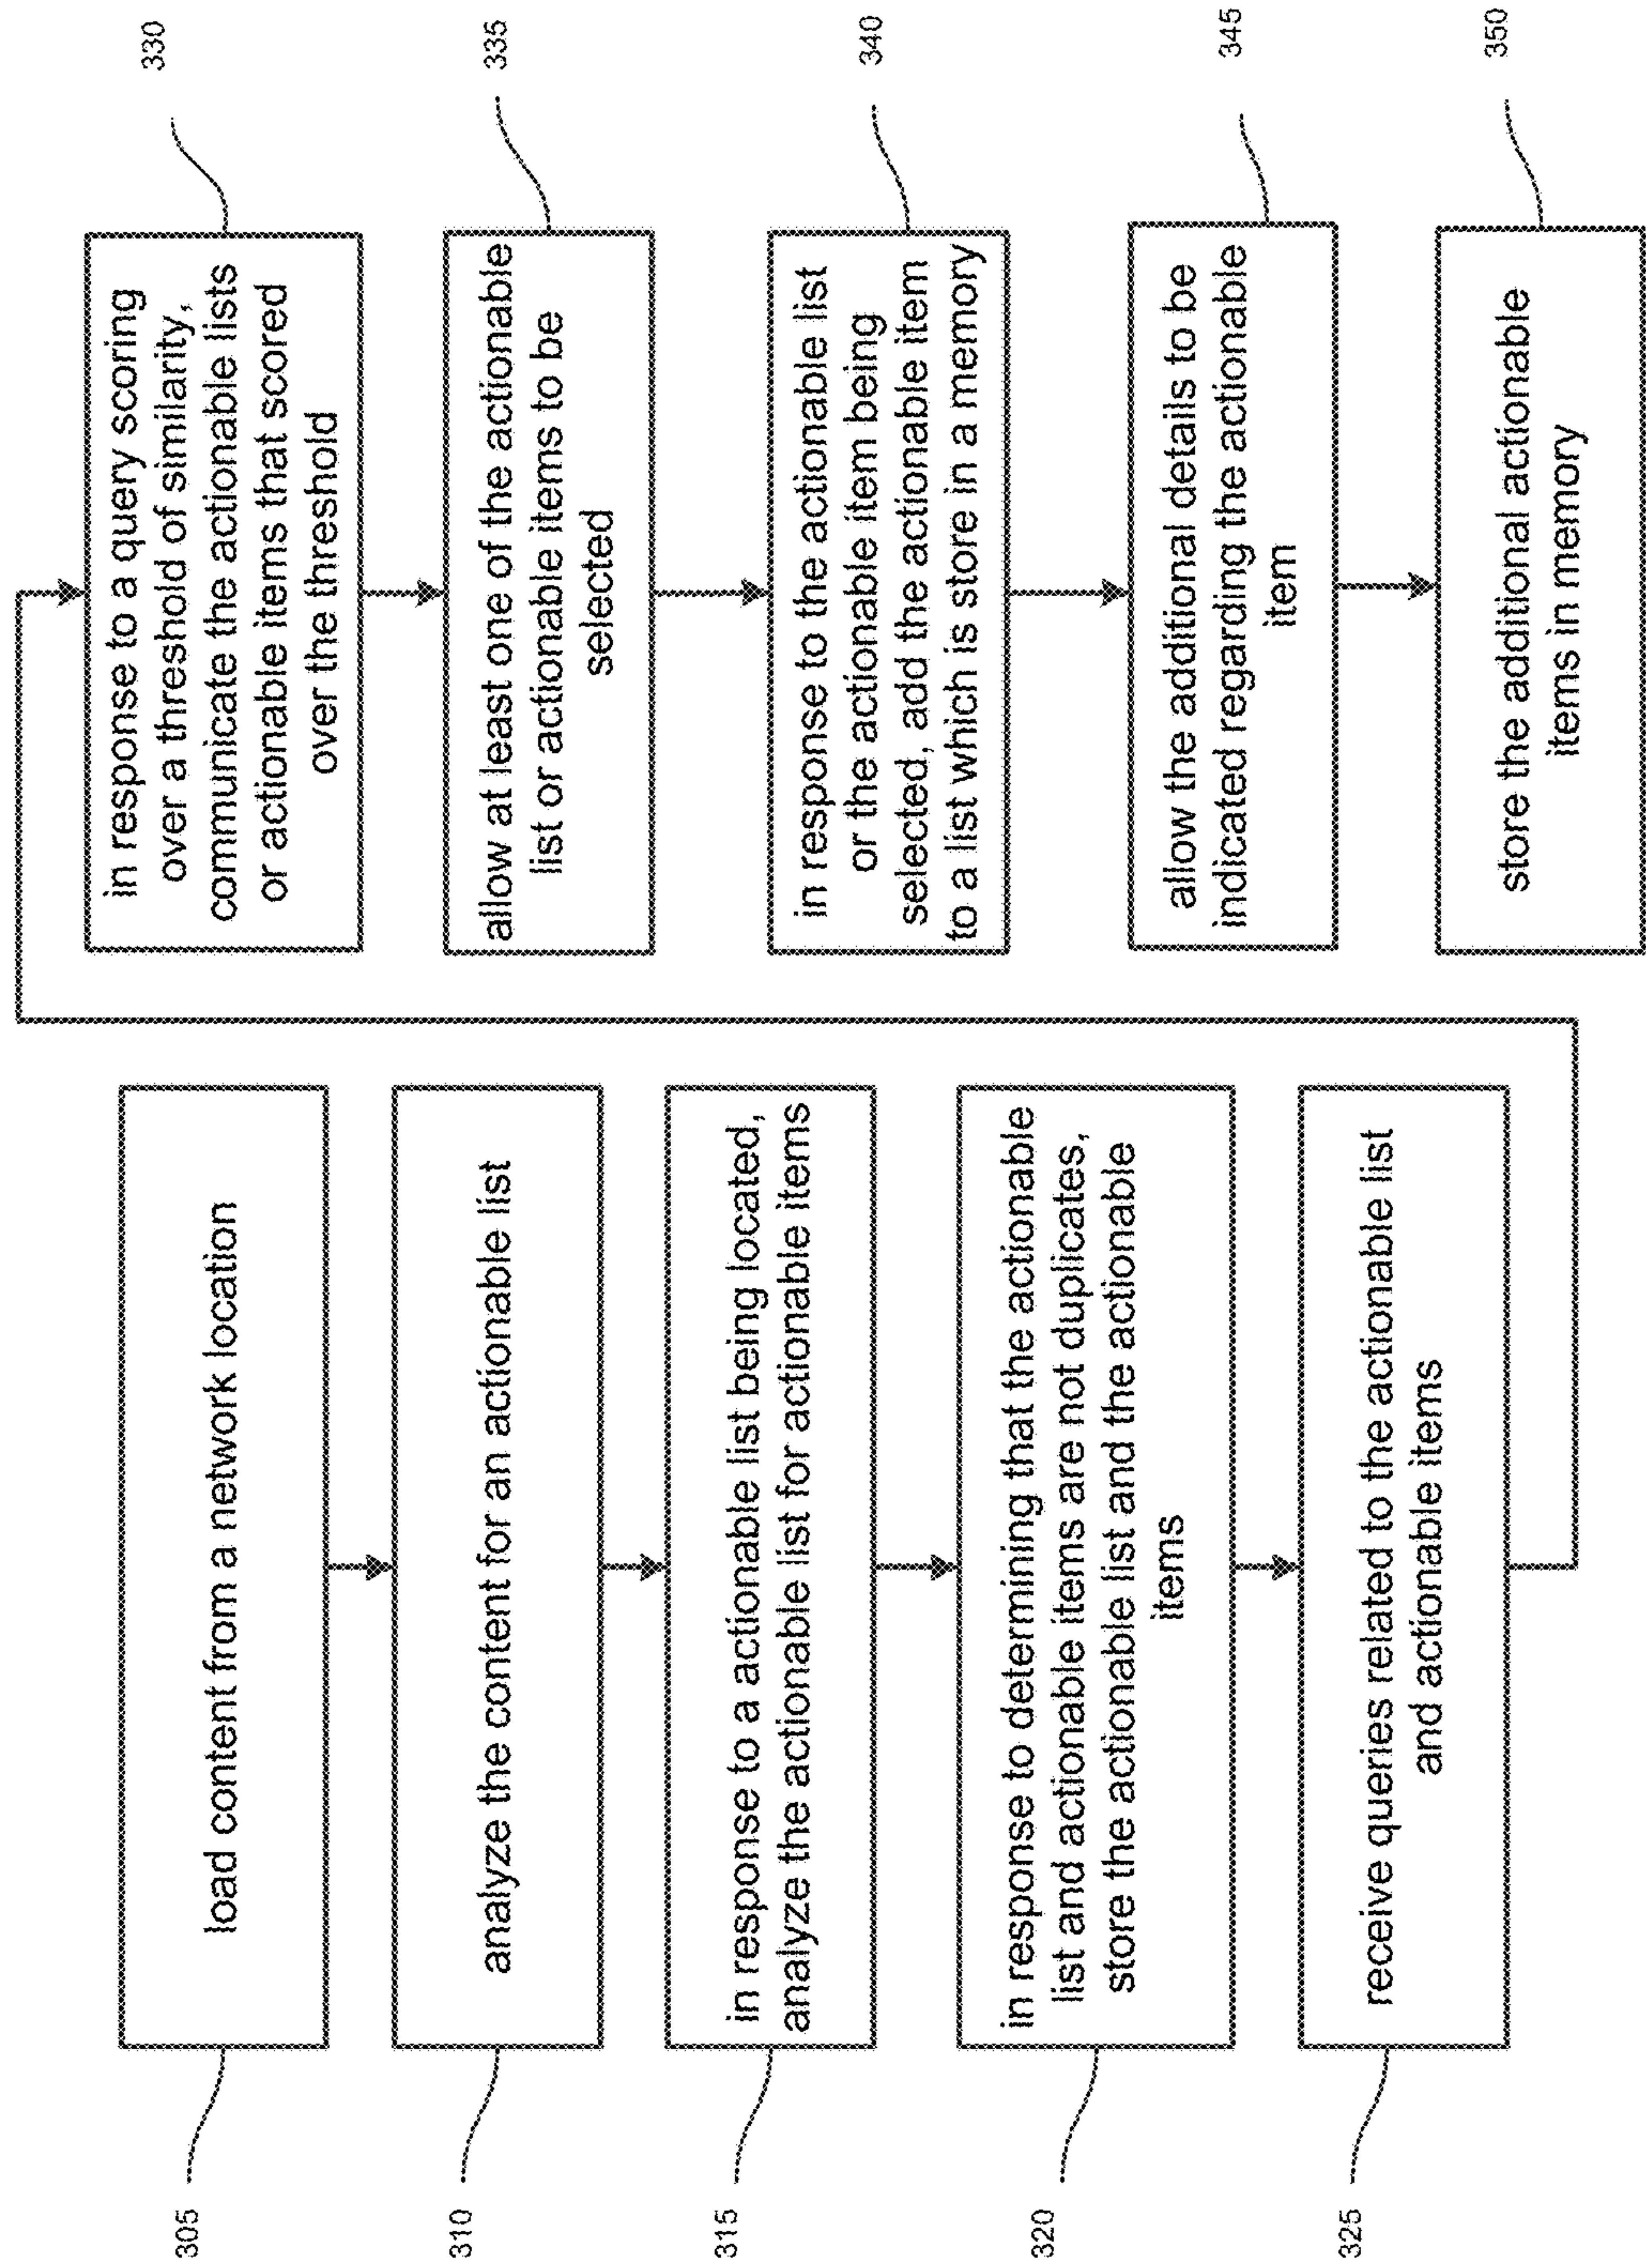 305
load content from a network location
310
analyze the content for an actionable list
315
in response to a actionable list being located,
analyze the actionable list for actionable items
320
in response to determining that the actionable
list and actionable items are not duplicates,
store the actionable list and the actionable
items
325
receive queries related to the actionable list
and actionable items
330
in response to a query scoring
over a threshold of similarity,
communicate the actionable lists
or actionable items that scored
over the threshold
335
allow at least one of the actionable
list or actionable items to be
selected
340
in response to the actionable list
or the actionable item being
selected, add the actionable item
to a list which is store in a memory
345
allow the additional details to be
indicated regarding the actionable
item
350
store the additional actionable
items in memory